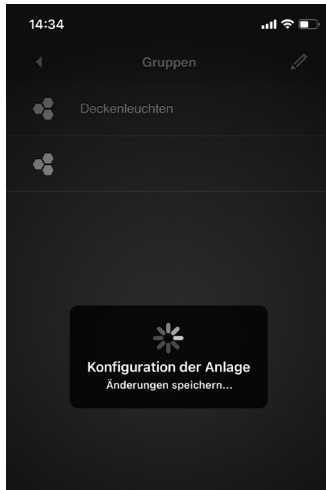 14:34
Gruppen
Deckenleuchten
Konfiguration der Anlage
Änderungen speichern...